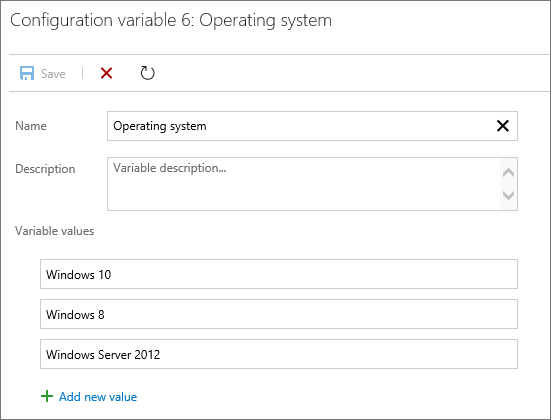 Configuration variable 6: Operating system
Save
Name
Operating system
Description
Variable description...
Variable values
Windows 10
Windows 8
Windows Server 2012
Add new value